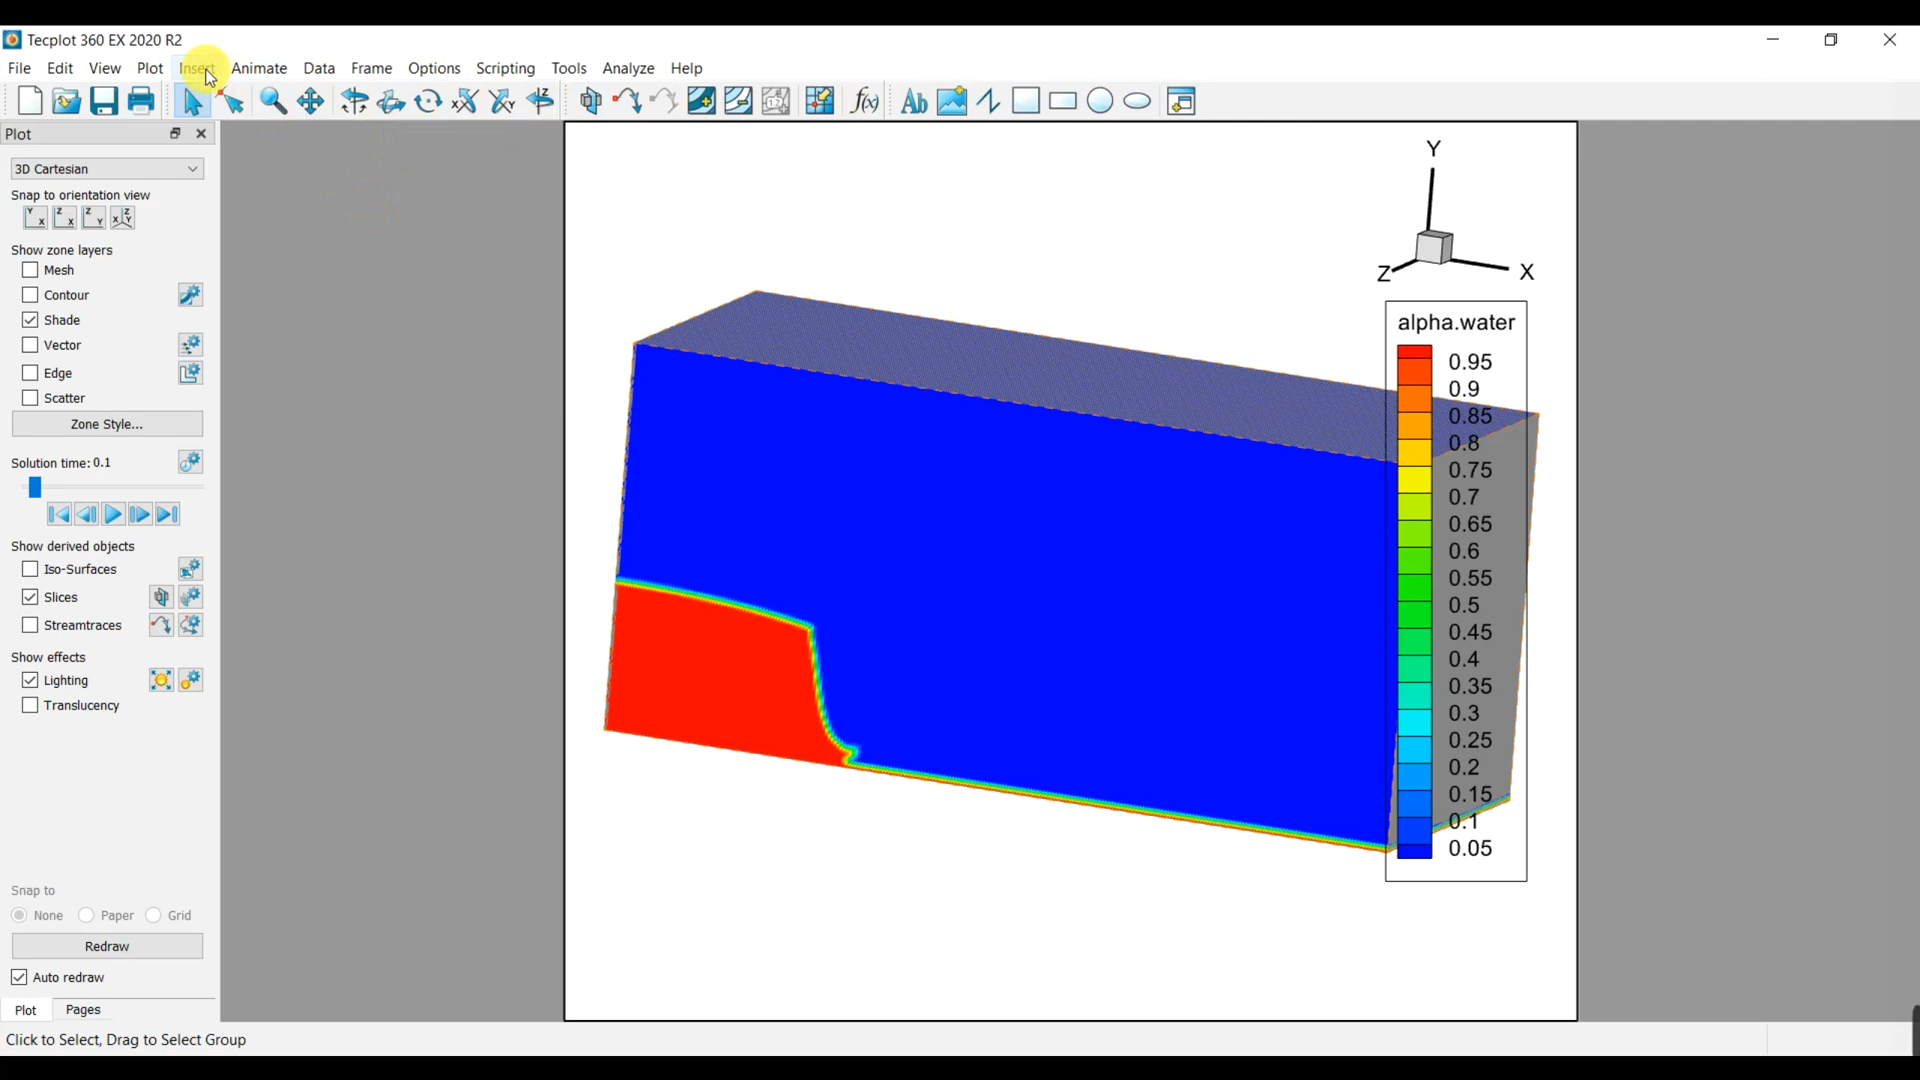 Tecplot 360 EX 2020 R2
File Edit View Plot Insert Animate Data Frame Options Scripting Tools Analyze Help
Plot
3D Cartesian
Snap to orientation view
Show zone layers
Mesh
Contour
Shade
Vector
Edge
Scatter
Zone Style...
Solution time: 0.1
Show derived objects
Iso-Surfaces
Slices
Streamtraces
Show effects
Lighting
Translucency
Snap to
None Paper Grid
Redraw
Auto redraw
Plot Pages
Click to Select, Drag to Select Group
Y
Z X
alpha.water
0.95
0.9
0.85
0.8
0.75
0.7
0.65
0.6
0.55
0.5
0.45
0.4
0.35
0.3
0.25
0.2
0.15
0.1
0.05